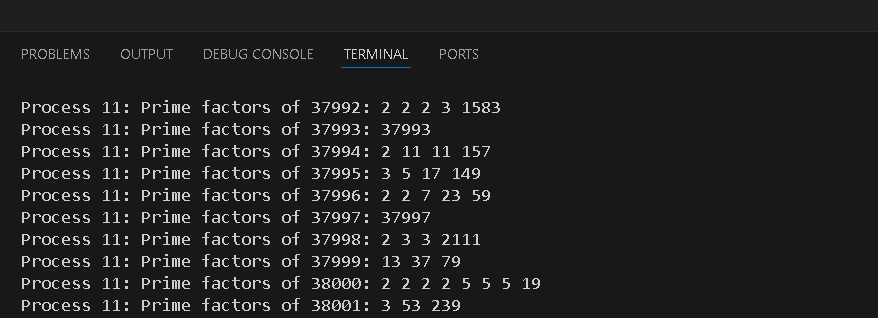 PROBLEMS OUTPUT DEBUG CONSOLE TERMINAL PORTS
Process 11: Prime factors of 37992: 2 2 2 3 1583
Process 11: Prime factors of 37993: 37993
Process 11: Prime factors of 37994: 2 11 11 157
Process 11: Prime factors of 37995: 3 5 17 149
Process 11: Prime factors of 37996: 2 2 7 23 59
Process 11: Prime factors of 37997: 37997
Process 11: Prime factors of 37998: 2 3 3 2111
Process 11: Prime factors of 37999: 13 37 79
Process 11: Prime factors of 38000: 2 2 2 2 5 5 5 19
Process 11: Prime factors of 38001: 3 53 239